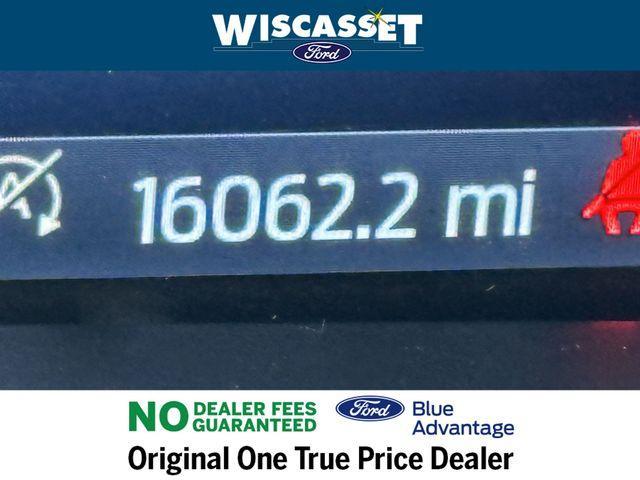 WISCASSET
Ford
A
16062.2 mi
NO DEALER FEES
GUARANTEED
Ford Blue
Advantage
Original One True Price Dealer